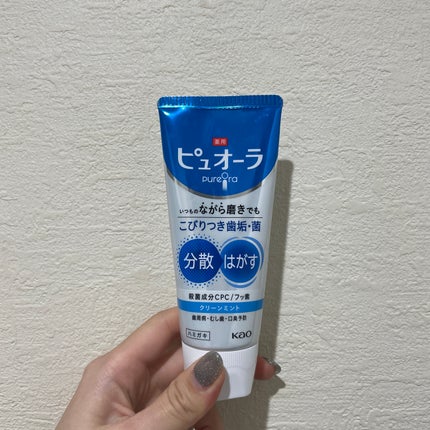 薬用
ピュオーラ
PureOra
いつものながら磨きでも
こびりつき歯垢・菌
分散 はがす
殺菌成分CPC/フッ素
クリーンミント
歯周病・むし歯・口臭予防
ハミガキ
Kao